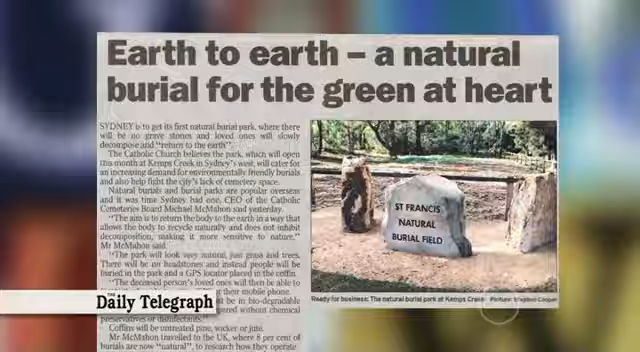 Earth to earth – a natural
burial for the green at heart
SYDNEY is to get its first natural burial park, where there
will be no grave stones and loved ones will slowly
decompose and "return to the earth".
The Catholic Church believes the park, which will open
this month at Kemps Creek in Sydney's west, will cater for
an increasing demand for environmentally friendly burials
and also help fight the city's lack of cemetery space.
Natural burials and burial parks are popular overseas
and it was time Sydney had one, CEO of the Catholic
Cemeteries Board Michael McMahon said yesterday.
"The aim is to return the body to the earth in a way that
allows the body to recycle naturally and does not inhibit
decomposition, making it more sensitive to nature,"
Mr McMahon said.
"The park will look very natural, just grass and trees.
There will be no headstones and instead people will be
buried in the park and a GPS locator placed in the coffin.
"The deceased person's loved ones will then be able to
their mobile phone.
be in bio-degradable
without chemical
preservatives or disinfectants."
Coffins will be untreated pine, wicker or jute.
Mr McMahon travelled to the UK, where 8 per cent of
burials are now "natural", to research how they operate
ST FRANCIS
NATURAL
BURIAL FIELD
Ready for business: The natural burial park at Kemps Creek Picture: Stephen Cooper
Daily Telegraph